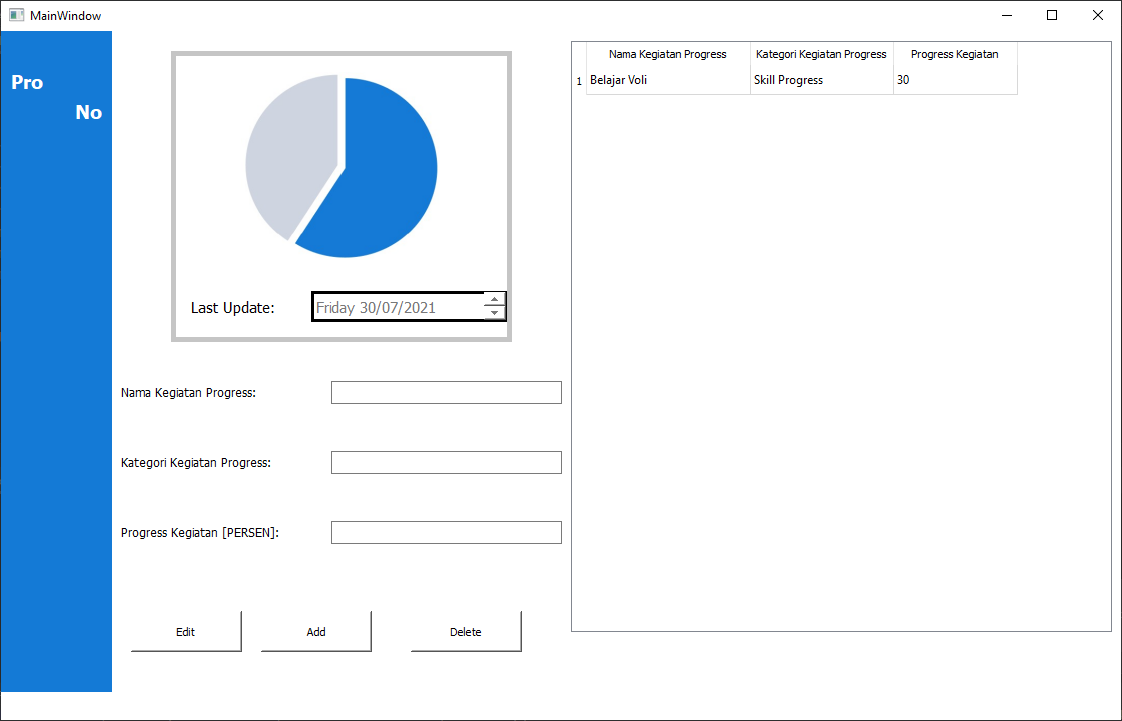 MainWindow
Pro
No
Last Update:
Friday 30/07/2021
Nama Kegiatan Progress:
Kategori Kegiatan Progress:
Progress Kegiatan [PERSEN]:
Edit Add Delete
Nama Kegiatan Progress Kategori Kegiatan Progress Progress Kegiatan
1 Belajar Voli Skill Progress 30